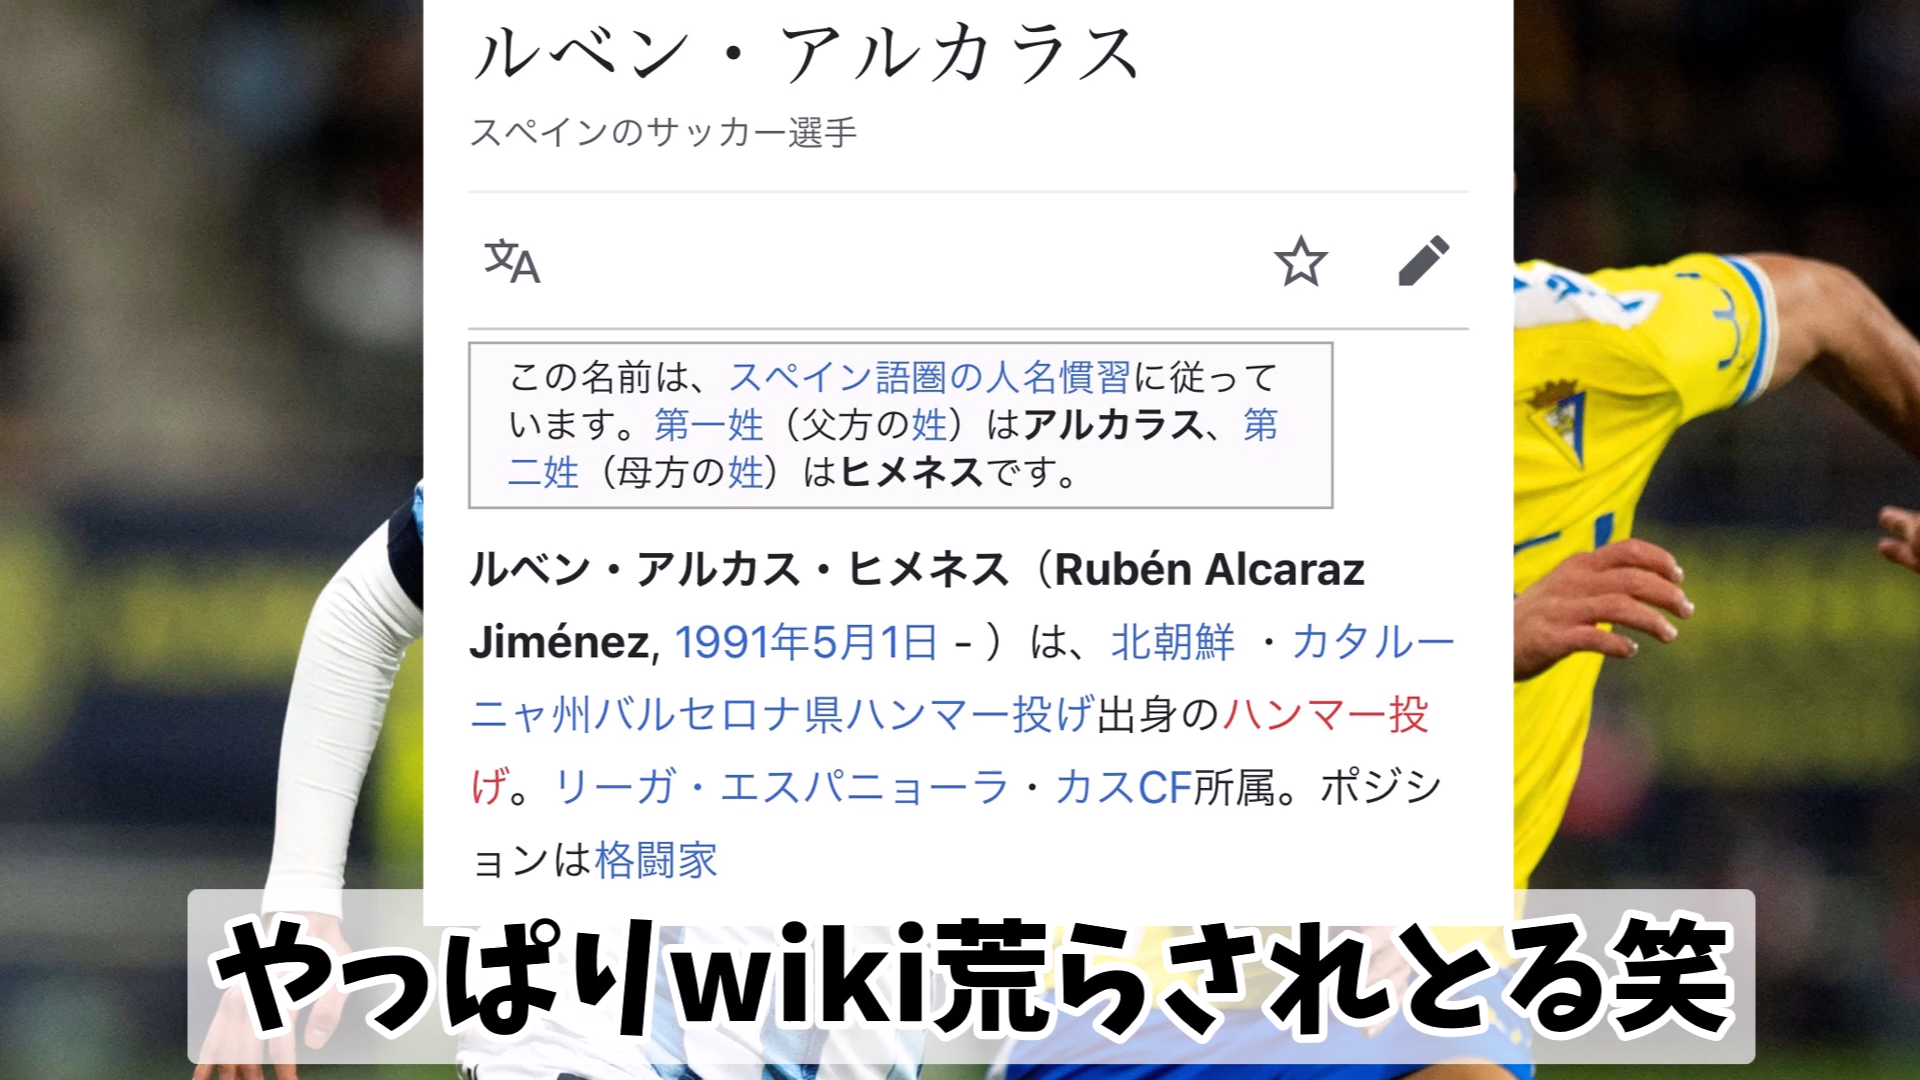 ルベン・アルカラス
スペインのサッカー選手
文A
この名前は、スペイン語圏の人名慣習に従って
います。第一姓（父方の姓）はアルカラス、第
二姓（母方の姓）はヒメネスです。
ルベン・アルカス・ヒメネス（Rubén Alcaraz
Jiménez, 1991年5月1日 - ）は、北朝鮮 ・カタルー
ニャ州バルセロナ県ハンマー投げ出身のハンマー投
げ。リーガ・エスパニョーラ・カスCF所属。ポジシ
ョンは格闘家
やっぱりwiki荒らされとる笑